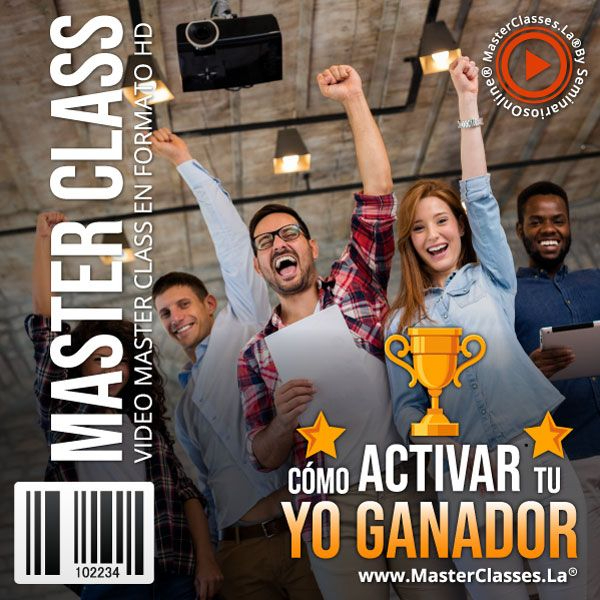 MASTER CLASS
VIDEO MASTER CLASS EN FORMATO HD
MasterClasses.La® By SeminariosOnline®
CÓMO ACTIVAR TU
YO GANADOR
www.MasterClasses.La®
102234